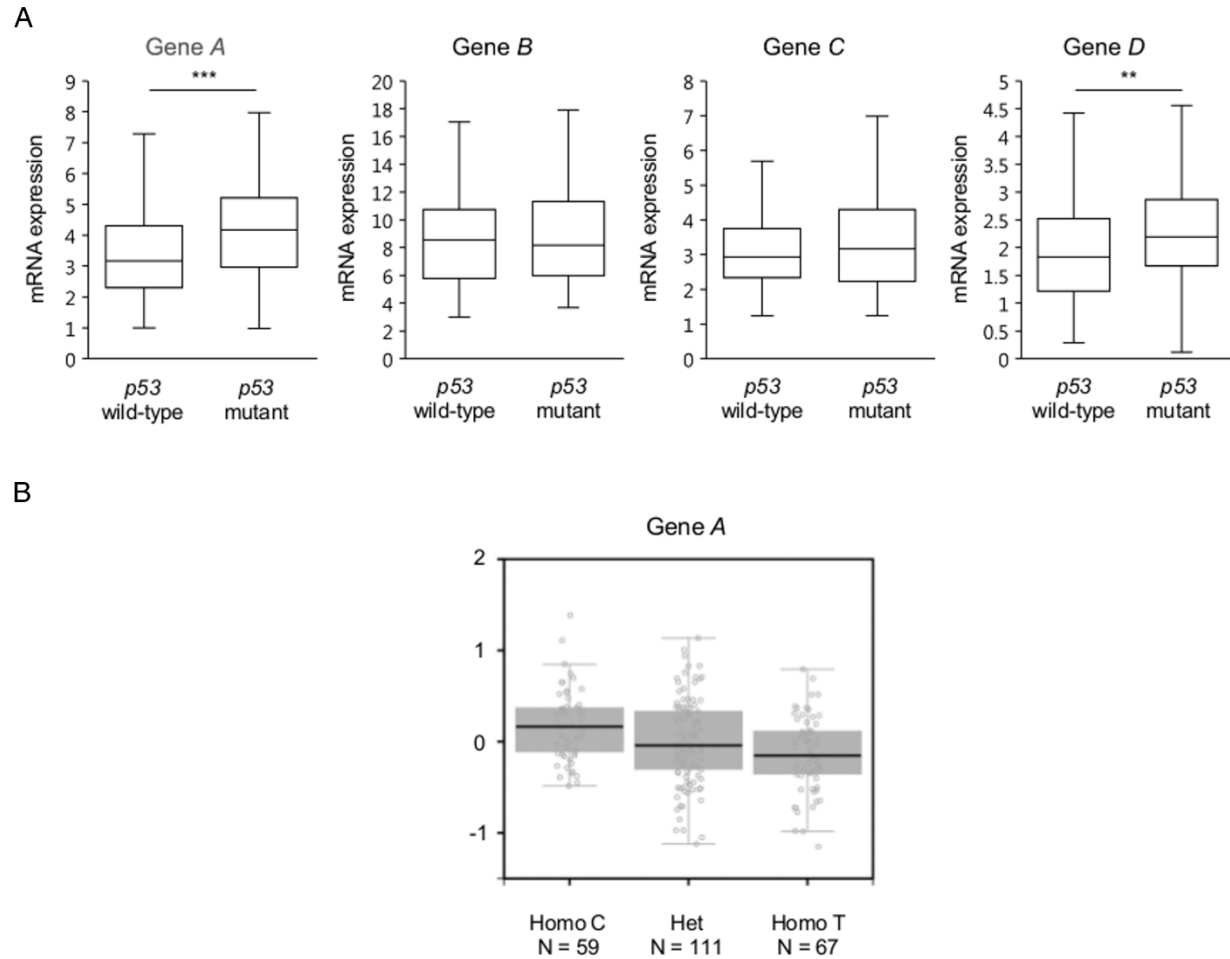 A
Gene A
Gene B
Gene C
Gene D
***
**
mRNA expression
9
8
7
6
5
4
3
2
1
0
mRNA expression
20
18
16
14
12
10
8
6
4
2
0
mRNA expression
8
7
6
5
4
3
2
1
0
mRNA expression
5
4.5
4
3.5
3
2.5
2
1.5
1
0.5
0
p53 wild-type
p53 mutant
p53 wild-type
p53 mutant
p53 wild-type
p53 mutant
p53 wild-type
p53 mutant
B
Gene A
2
1
0
-1
Homo C
N = 59
Het
N = 111
Homo T
N = 67